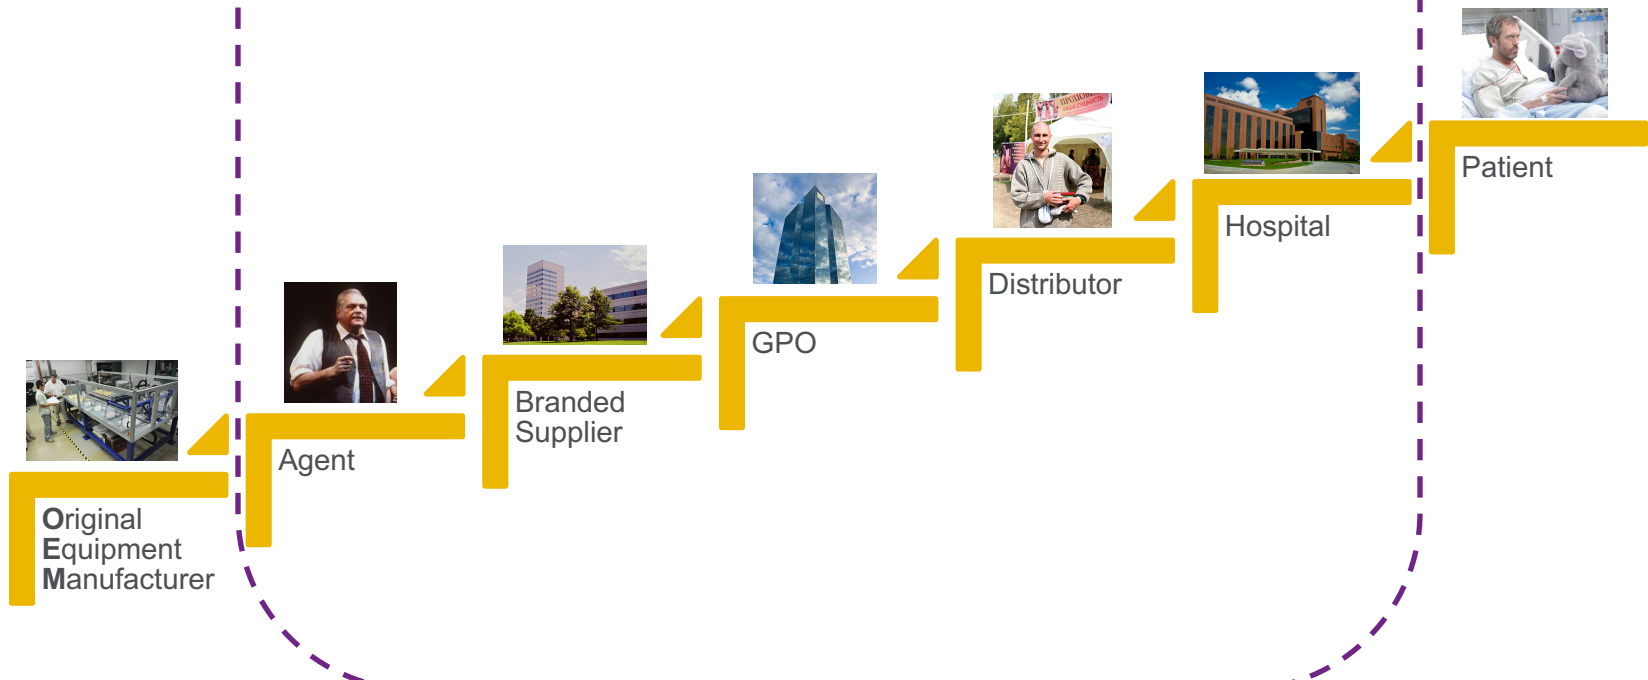 Original
Equipment
Manufacturer
Agent
Branded
Supplier
GPO
Distributor
Hospital
Patient